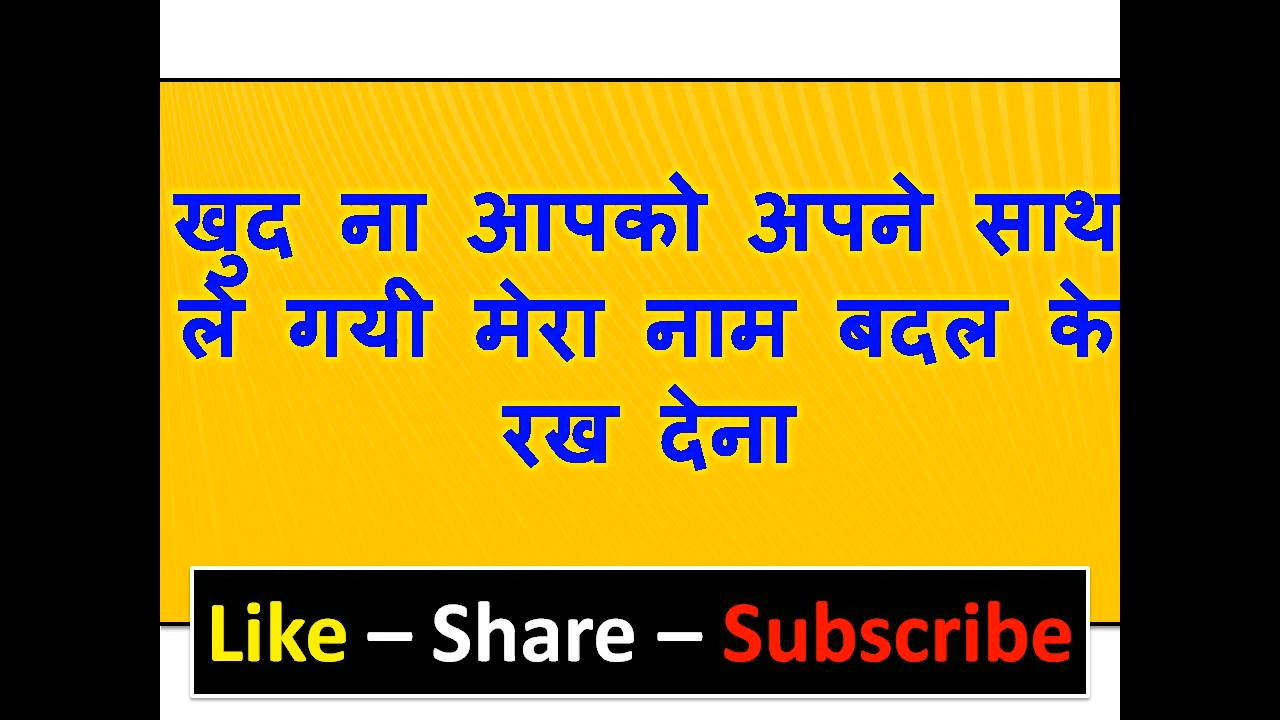 खुद ना आपको अपने साथ
ले गयी मेरा नाम बदल के
रख देना
Like – Share – Subscribe